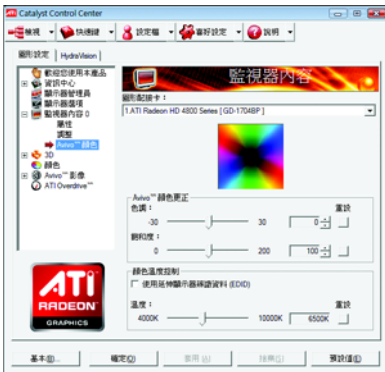 Catalyst Control Center
檢視 快速鍵 設定檔 喜好設定 說明
圖形設定 HydraVision
歡迎您使用本產品
資訊中心
顯示器管理員
顯示器選項
監視器內容 0
屬性
調整
Avivo™ 顏色
3D
顏色
Avivo™ 影像
ATI Overdrive™
ATI
RADEON
GRAPHICS
監視器內容
圖形配接卡：
1.ATI Radeon HD 4800 Series [ GD-1704BP ]
Avivo™ 顏色更正
色調： 重設
-30 30 0
飽和度：
0 200 100
顏色溫度控制
使用延伸顯示器辨識資料 (EDID)
溫度： 重設
4000K 10000K 6500K
基本(B)... 確定(O) 套用 (A) 捨棄(S) 預設值(D)